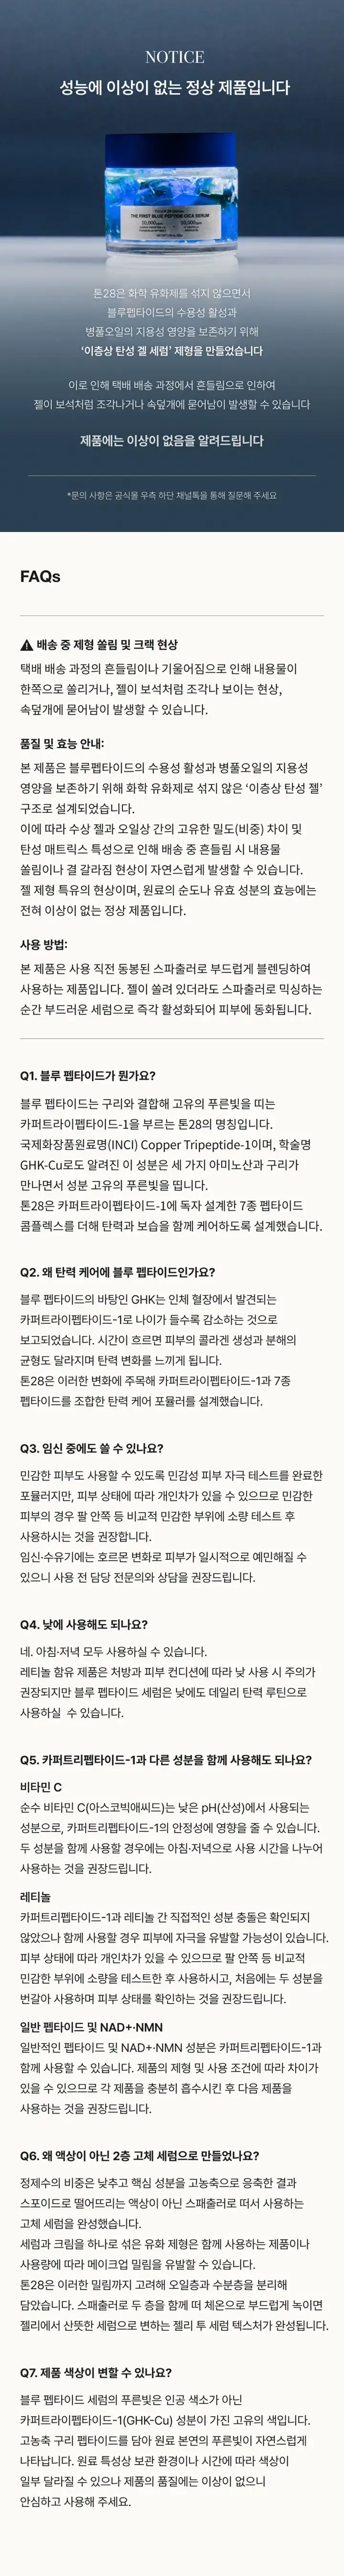 NOTICE
성능에 이상이 없는 정상 제품입니다
THE FIRST BLUE PEPTIDE CICA SERUM
톤28은 화학 유화제를 섞지 않으면서
블루펩타이드의 수용성 활성과
병풀오일의 지용성 영양을 보존하기 위해
‘이층상 탄성 겔 세럼’ 제형을 만들었습니다
이로 인해 택배 배송 과정에서 흔들림으로 인하여
젤이 보석처럼 조각나거나 속덮개에 묻어남이 발생할 수 있습니다
제품에는 이상이 없음을 알려드립니다
*문의 사항은 공식몰 우측 하단 채널톡을 통해 질문해 주세요
FAQs
⚠ 배송 중 제형 쏠림 및 크랙 현상
택배 배송 과정의 흔들림이나 기울어짐으로 인해 내용물이
한쪽으로 쏠리거나, 젤이 보석처럼 조각나 보이는 현상,
속덮개에 묻어남이 발생할 수 있습니다.
품질 및 효능 안내:
본 제품은 블루펩타이드의 수용성 활성과 병풀오일의 지용성
영양을 보존하기 위해 화학 유화제로 섞지 않은 ‘이층상 탄성 젤’
구조로 설계되었습니다.
이에 따라 수상 젤과 오일상 간의 고유한 밀도(비중) 차이 및
탄성 매트릭스 특성으로 인해 배송 중 흔들림 시 내용물
쏠림이나 결 갈라짐 현상이 자연스럽게 발생할 수 있습니다.
젤 제형 특유의 현상이며, 원료의 순도나 유효 성분의 효능에는
전혀 이상이 없는 정상 제품입니다.
사용 방법:
본 제품은 사용 직전 동봉된 스파츌러로 부드럽게 블렌딩하여
사용하는 제품입니다. 젤이 쏠려 있더라도 스파츌러로 믹싱하는
순간 부드러운 세럼으로 즉각 활성화되어 피부에 동화됩니다.
Q1. 블루 펩타이드가 뭔가요?
블루 펩타이드는 구리와 결합해 고유의 푸른빛을 띠는
카퍼트라이펩타이드-1을 부르는 톤28의 명칭입니다.
국제화장품원료명(INCI) Copper Tripeptide-1이며, 학술명
GHK-Cu로도 알려진 이 성분은 세 가지 아미노산과 구리가
만나면서 성분 고유의 푸른빛을 띱니다.
톤28은 카퍼트라이펩타이드-1에 독자 설계한 7종 펩타이드
콤플렉스를 더해 탄력과 보습을 함께 케어하도록 설계했습니다.
Q2. 왜 탄력 케어에 블루 펩타이드인가요?
블루 펩타이드의 바탕인 GHK는 인체 혈장에서 발견되는
카퍼트라이펩타이드-1로 나이가 들수록 감소하는 것으로
보고되었습니다. 시간이 흐르면 피부의 콜라겐 생성과 분해의
균형도 달라지며 탄력 변화를 느끼게 됩니다.
톤28은 이러한 변화에 주목해 카퍼트라이펩타이드-1과 7종
펩타이드를 조합한 탄력 케어 포뮬러를 설계했습니다.
Q3. 임신 중에도 쓸 수 있나요?
민감한 피부도 사용할 수 있도록 민감성 피부 자극 테스트를 완료한
포뮬러지만, 피부 상태에 따라 개인차가 있을 수 있으므로 민감한
피부의 경우 팔 안쪽 등 비교적 민감한 부위에 소량 테스트 후
사용하시는 것을 권장합니다.
임신·수유기에는 호르몬 변화로 피부가 일시적으로 예민해질 수
있으니 사용 전 담당 전문의와 상담을 권장드립니다.
Q4. 낮에 사용해도 되나요?
네. 아침·저녁 모두 사용하실 수 있습니다.
레티놀 함유 제품은 처방과 피부 컨디션에 따라 낮 사용 시 주의가
권장되지만 블루 펩타이드 세럼은 낮에도 데일리 탄력 루틴으로
사용하실  수 있습니다.
Q5. 카퍼트리펩타이드-1과 다른 성분을 함께 사용해도 되나요?
비타민 C
순수 비타민 C(아스코빅애씨드)는 낮은 pH(산성)에서 사용되는
성분으로, 카퍼트리펩타이드-1의 안정성에 영향을 줄 수 있습니다.
두 성분을 함께 사용할 경우에는 아침·저녁으로 사용 시간을 나누어
사용하는 것을 권장드립니다.
레티놀
카퍼트리펩타이드-1과 레티놀 간 직접적인 성분 충돌은 확인되지
않았으나 함께 사용할 경우 피부에 자극을 유발할 가능성이 있습니다.
피부 상태에 따라 개인차가 있을 수 있으므로 팔 안쪽 등 비교적
민감한 부위에 소량을 테스트한 후 사용하시고, 처음에는 두 성분을
번갈아 사용하며 피부 상태를 확인하는 것을 권장드립니다.
일반 펩타이드 및 NAD+·NMN
일반적인 펩타이드 및 NAD+·NMN 성분은 카퍼트리펩타이드-1과
함께 사용할 수 있습니다. 제품의 제형 및 사용 조건에 따라 차이가
있을 수 있으므로 각 제품을 충분히 흡수시킨 후 다음 제품을
사용하는 것을 권장드립니다.
Q6. 왜 액상이 아닌 2층 고체 세럼으로 만들었나요?
정제수의 비중은 낮추고 핵심 성분을 고농축으로 응축한 결과
스포이드로 떨어뜨리는 액상이 아닌 스패출러로 떠서 사용하는
고체 세럼을 완성했습니다.
세럼과 크림을 하나로 섞은 유화 제형은 함께 사용하는 제품이나
사용량에 따라 메이크업 밀림을 유발할 수 있습니다.
톤28은 이러한 밀림까지 고려해 오일층과 수분층을 분리해
담았습니다. 스패출러로 두 층을 함께 떠 체온으로 부드럽게 녹이면
젤리에서 산뜻한 세럼으로 변하는 젤리 투 세럼 텍스처가 완성됩니다.
Q7. 제품 색상이 변할 수 있나요?
블루 펩타이드 세럼의 푸른빛은 인공 색소가 아닌
카퍼트라이펩타이드-1(GHK-Cu) 성분이 가진 고유의 색입니다.
고농축 구리 펩타이드를 담아 원료 본연의 푸른빛이 자연스럽게
나타납니다. 원료 특성상 보관 환경이나 시간에 따라 색상이
일부 달라질 수 있으나 제품의 품질에는 이상이 없으니
안심하고 사용해 주세요.